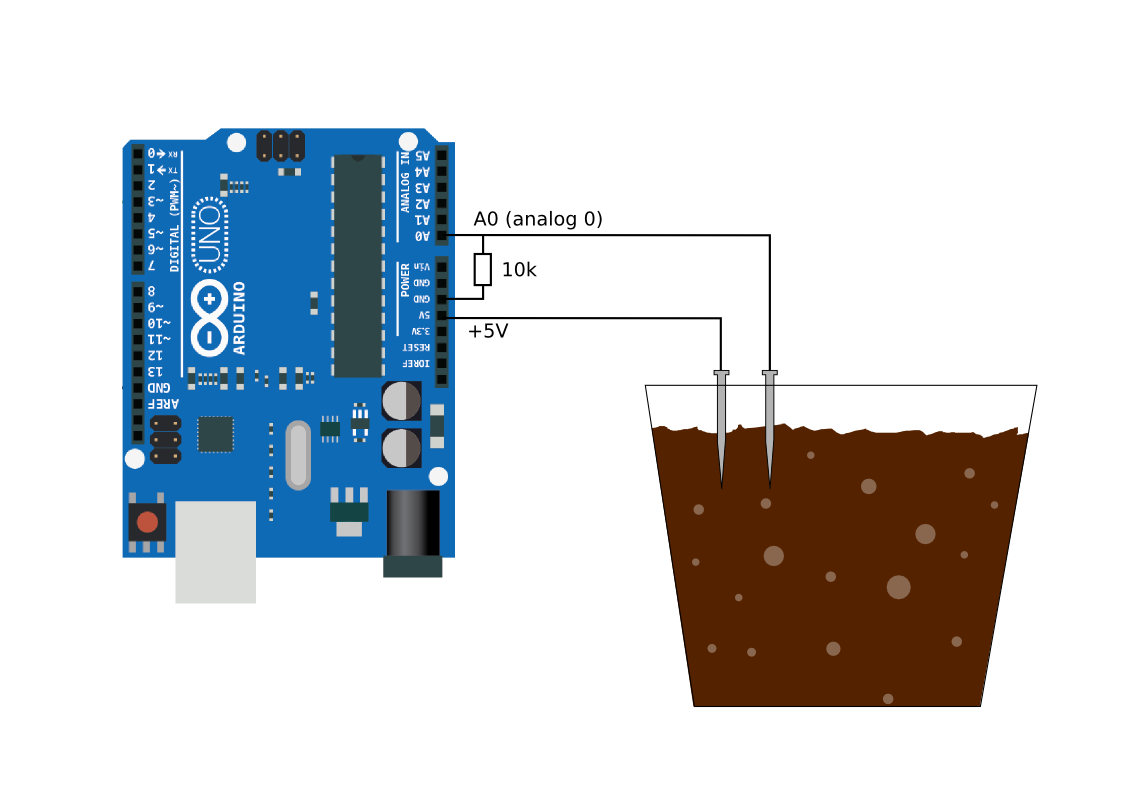 0 RX
1 TX
2
~3
4
~5
~6
7
DIGITAL (PWM~)
UNO
ARDUINO
8
~9
~10
~11
12
13
GND
AREF
ANALOG IN
A5
A4
A3
A2
A1
A0
POWER
Vin
GND
GND
5V
3.3V
RESET
IOREF
A0 (analog 0)
10k
+5V